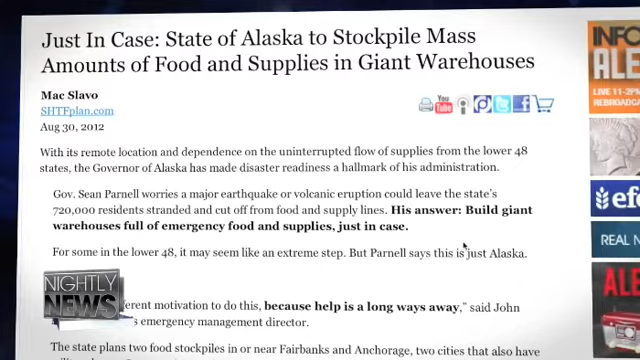 Just In Case: State of Alaska to Stockpile Mass
Amounts of Food and Supplies in Giant Warehouses
Mac Slavo
SHTFplan.com
Aug 30, 2012
You
Tube
With its remote location and dependence on the uninterrupted flow of supplies from the lower 48
states, the Governor of Alaska has made disaster readiness a hallmark of his administration.
Gov. Sean Parnell worries a major earthquake or volcanic eruption could leave the state's
720,000 residents stranded and cut off from food and supply lines. His answer: Build giant
warehouses full of emergency food and supplies, just in case.
For some in the lower 48, it may seem like an extreme step. But Parnell says this is just Alaska.
erent motivation to do this, because help is a long ways away," said John
s emergency management director.
The state plans two food stockpiles in or near Fairbanks and Anchorage, two cities that also have
NIGHTLY
NEWS
INFO
ALE
LIVE 11-2PM
REBROADCA
efo
REAL N
ALE